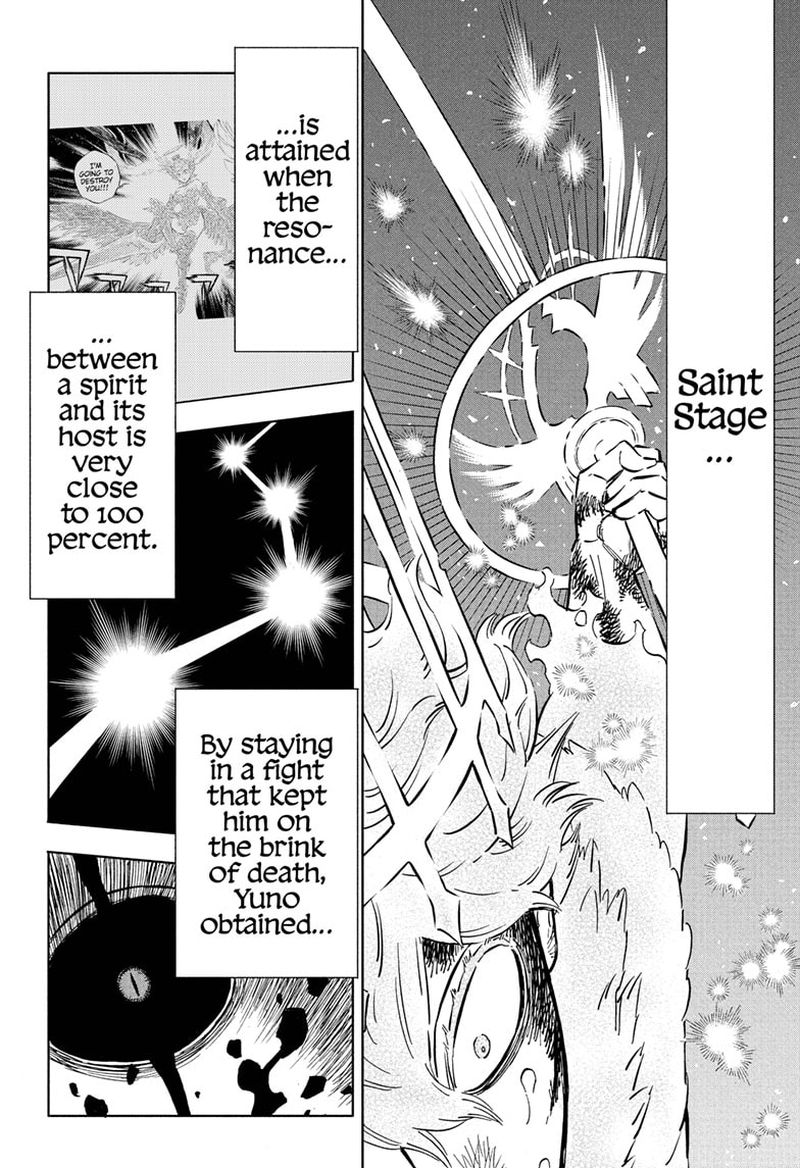 Saint
Stage
...
...is
attained
when
the
reso-
nance...
I'M
GOING TO
DESTROY
YOU!!!
...
between
a spirit
and its
host is
very
close
to 100
percent.
By staying
in a fight
that kept
him on
the brink
of death,
Yuno
obtained...